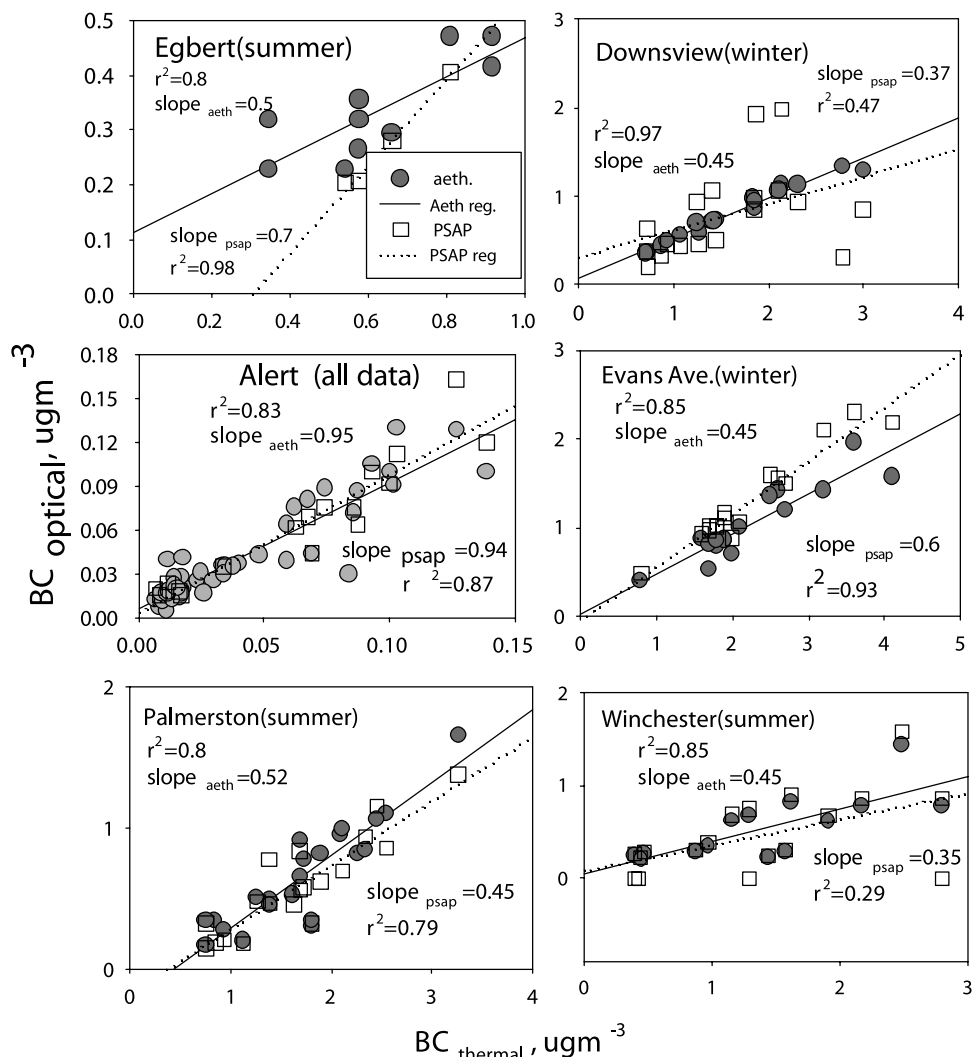 Egbert(summer)
r²=0.8
slope aeth=0.5
slope psap=0.7
r²=0.98
aeth.
Aeth reg.
PSAP
PSAP reg
0.5
0.4
0.3
0.2
0.1
0.0
0.0 0.2 0.4 0.6 0.8 1.0
Downsview(winter)
slope psap=0.37
r²=0.47
r²=0.97
slope aeth=0.45
3
2
1
0
0 1 2 3 4
BC optical, ugm⁻³
Alert (all data)
r²=0.83
slope aeth=0.95
slope psap=0.94
r²=0.87
0.18
0.15
0.12
0.09
0.06
0.03
0.00
0.00 0.05 0.10 0.15
Evans Ave.(winter)
r²=0.85
slope aeth=0.45
slope psap=0.6
r²=0.93
3
2
1
0
0 1 2 3 4 5
Palmerston(summer)
r²=0.8
slope aeth=0.52
slope psap=0.45
r²=0.79
2
1
0
0 1 2 3 4
Winchester(summer)
r²=0.85
slope aeth=0.45
slope psap=0.35
r²=0.29
2
1
0
0 1 2 3
BC thermal, ugm⁻³